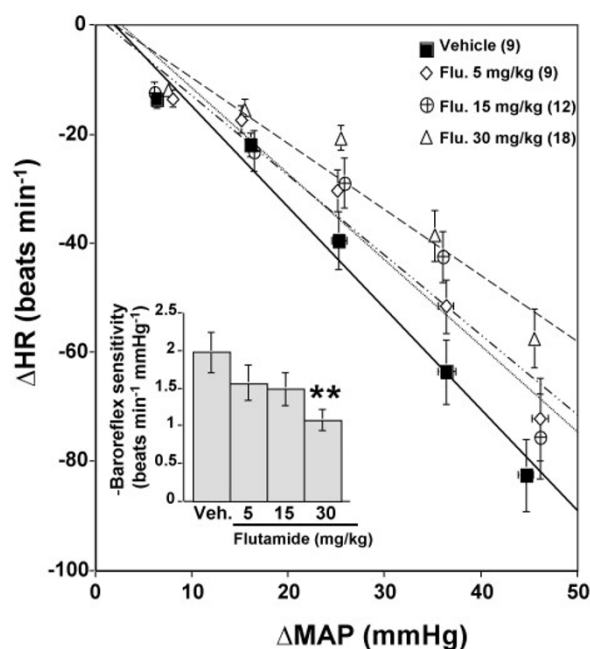 0
-20
-40
-60
-80
-100
ΔHR (beats min⁻¹)
Vehicle (9)
Flu. 5 mg/kg (9)
Flu. 15 mg/kg (12)
Flu. 30 mg/kg (18)
2.5
2
1.5
1
0.5
0
-Baroreflex sensitivity
(beats min⁻¹ mmHg⁻¹)
**
Veh. 5 15 30
Flutamide (mg/kg)
0 10 20 30 40 50
ΔMAP (mmHg)